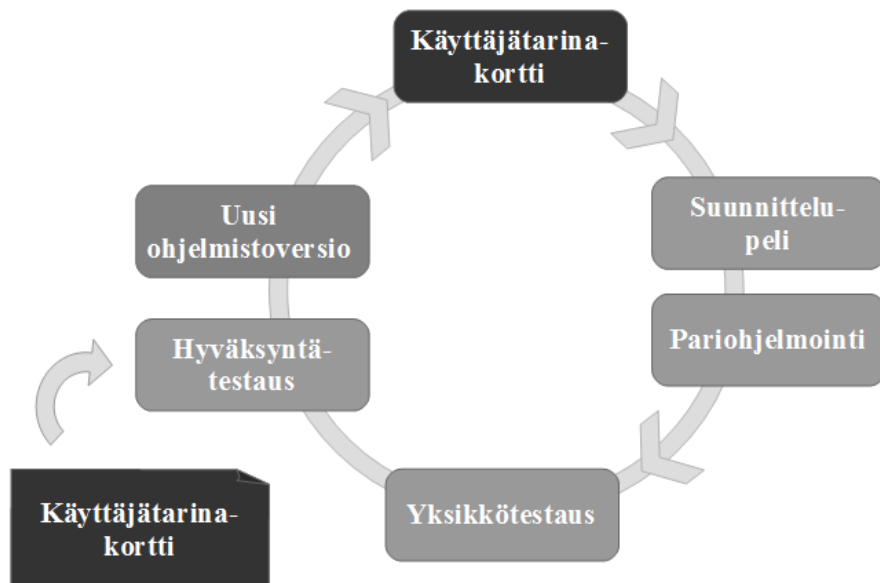 Käyttäjätarina-
kortti
Suunnittelu-
peli
Pariohjelmointi
Yksikkötestaus
Hyväksyntä-
testaus
Uusi
ohjelmistoversio
Käyttäjätarina-
kortti